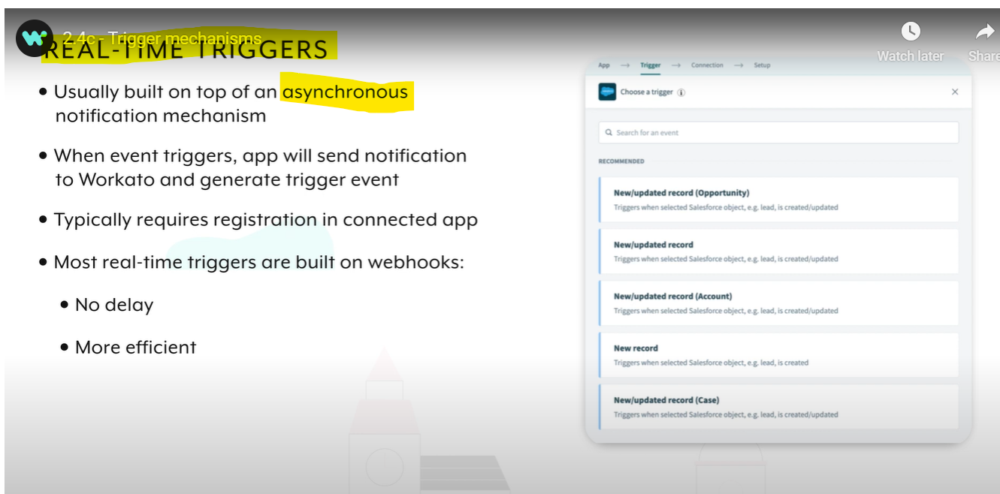 2.4c - Trigger mechanisms
REAL-TIME TRIGGERS
Watch later
Share
• Usually built on top of an asynchronous
notification mechanism
• When event triggers, app will send notification
to Workato and generate trigger event
• Typically requires registration in connected app
• Most real-time triggers are built on webhooks:
• No delay
• More efficient
App → Trigger → Connection → Setup
Choose a trigger
Search for an event
RECOMMENDED
New/updated record (Opportunity)
Triggers when selected Salesforce object, e.g. lead, is created/updated
New/updated record
Triggers when selected Salesforce object, e.g. lead, is created/updated
New/updated record (Account)
Triggers when selected Salesforce object, e.g. lead, is created/updated
New record
Triggers when selected Salesforce object, e.g. lead, is created
New/updated record (Case)
Triggers when selected Salesforce object, e.g. lead, is created/updated